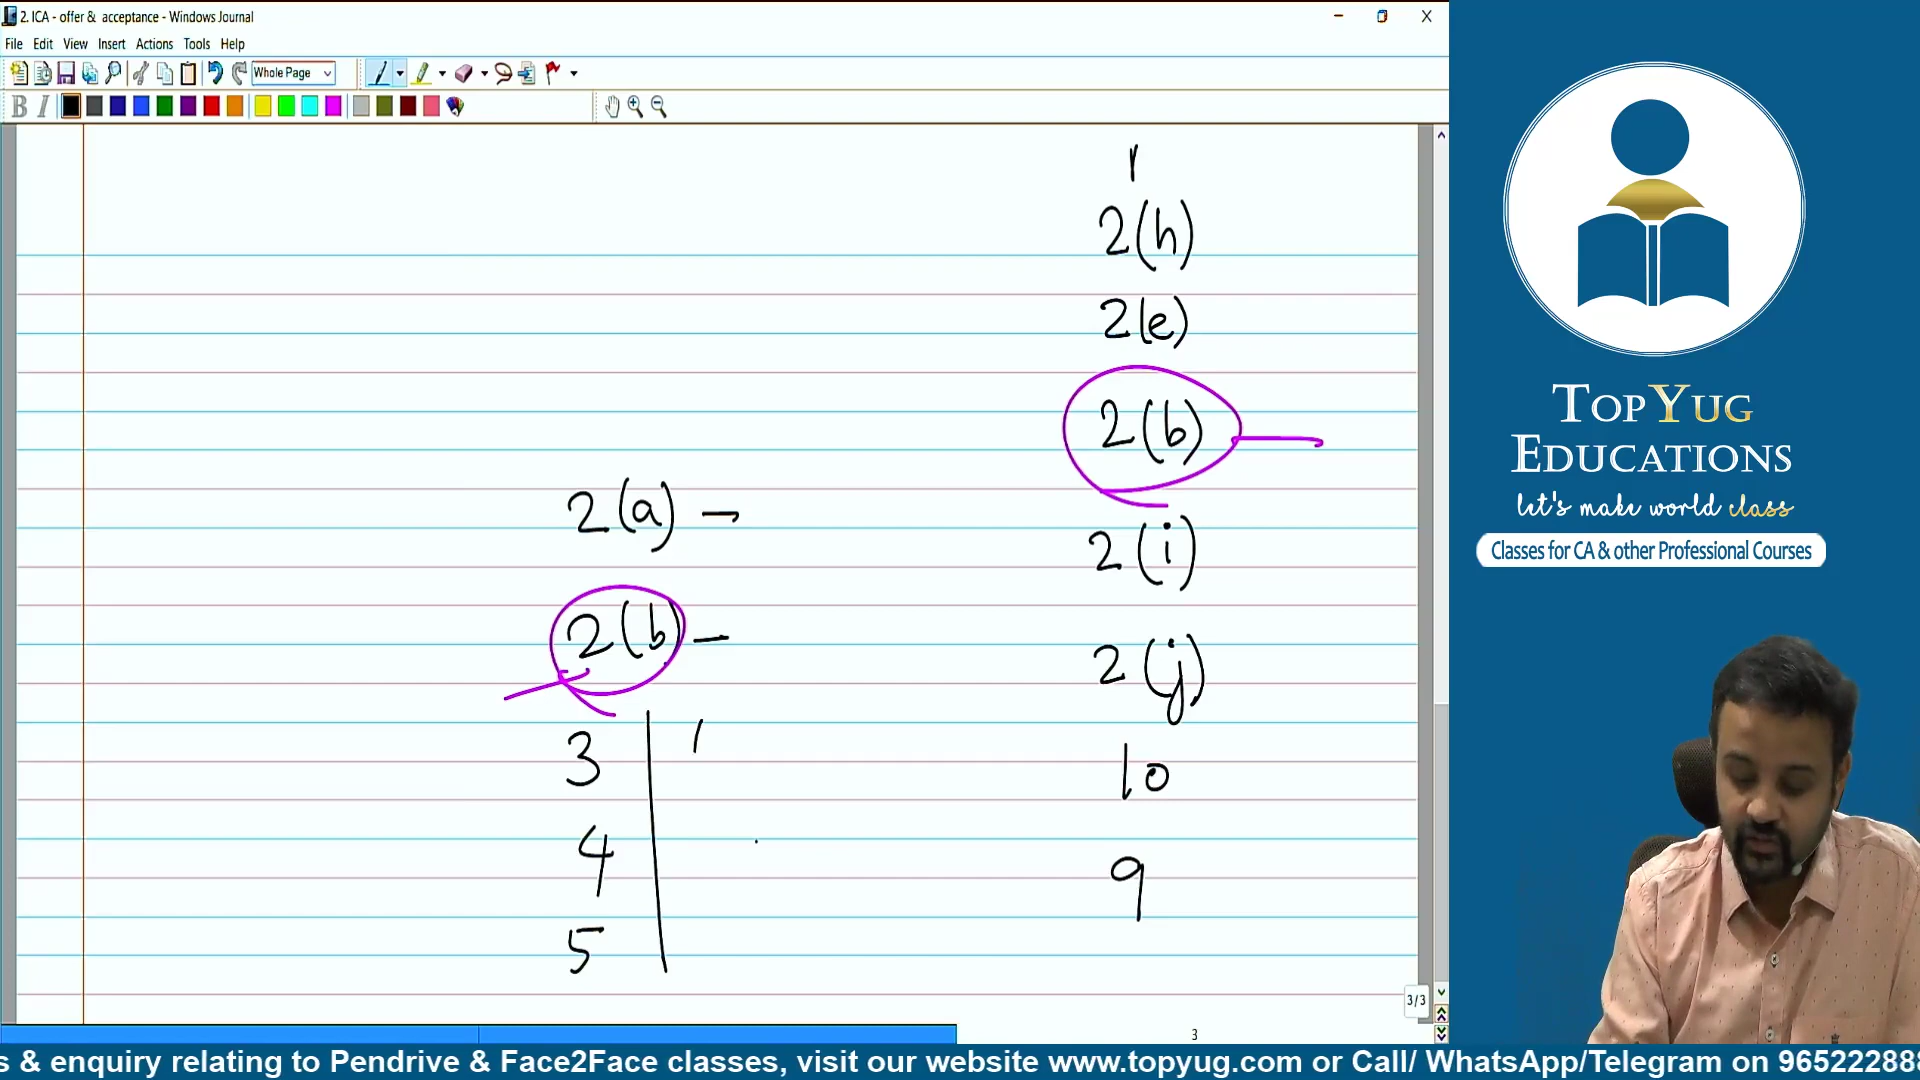 2. ICA - offer & acceptance - Windows Journal
File Edit View Insert Actions Tools Help
Whole Page
B I
2(h)
2(e)
2(b)
2(i)
2(j)
10
9
2(a) -
2(b) -
3
4
5
3/3
3
TOPYUG
EDUCATIONS
let's make world class
Classes for CA & other Professional Courses
s & enquiry relating to Pendrive & Face2Face classes, visit our website www.topyug.com or Call/ WhatsApp/Telegram on 965222888